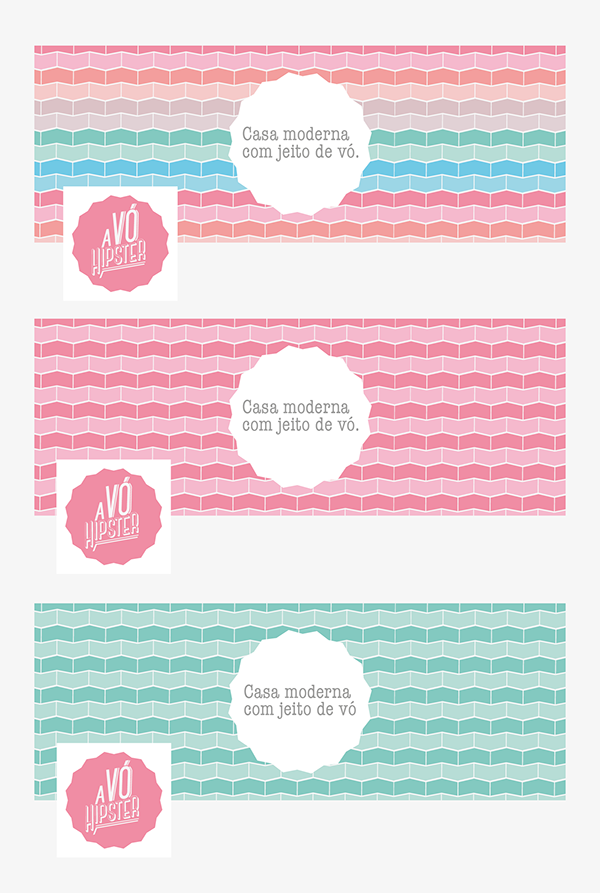 Casa moderna
com jeito de vó.
A VÓ
HIPSTER
Casa moderna
com jeito de vó.
A VÓ
HIPSTER
Casa moderna
com jeito de vó
A VÓ
HIPSTER